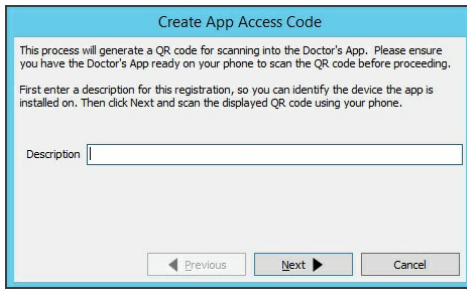 Create App Access Code
This process will generate a QR code for scanning into the Doctor's App. Please ensure
you have the Doctor's App ready on your phone to scan the QR code before proceeding.
First enter a description for this registration, so you can identify the device the app is
installed on. Then click Next and scan the displayed QR code using your phone.
Description
Previous Next Cancel